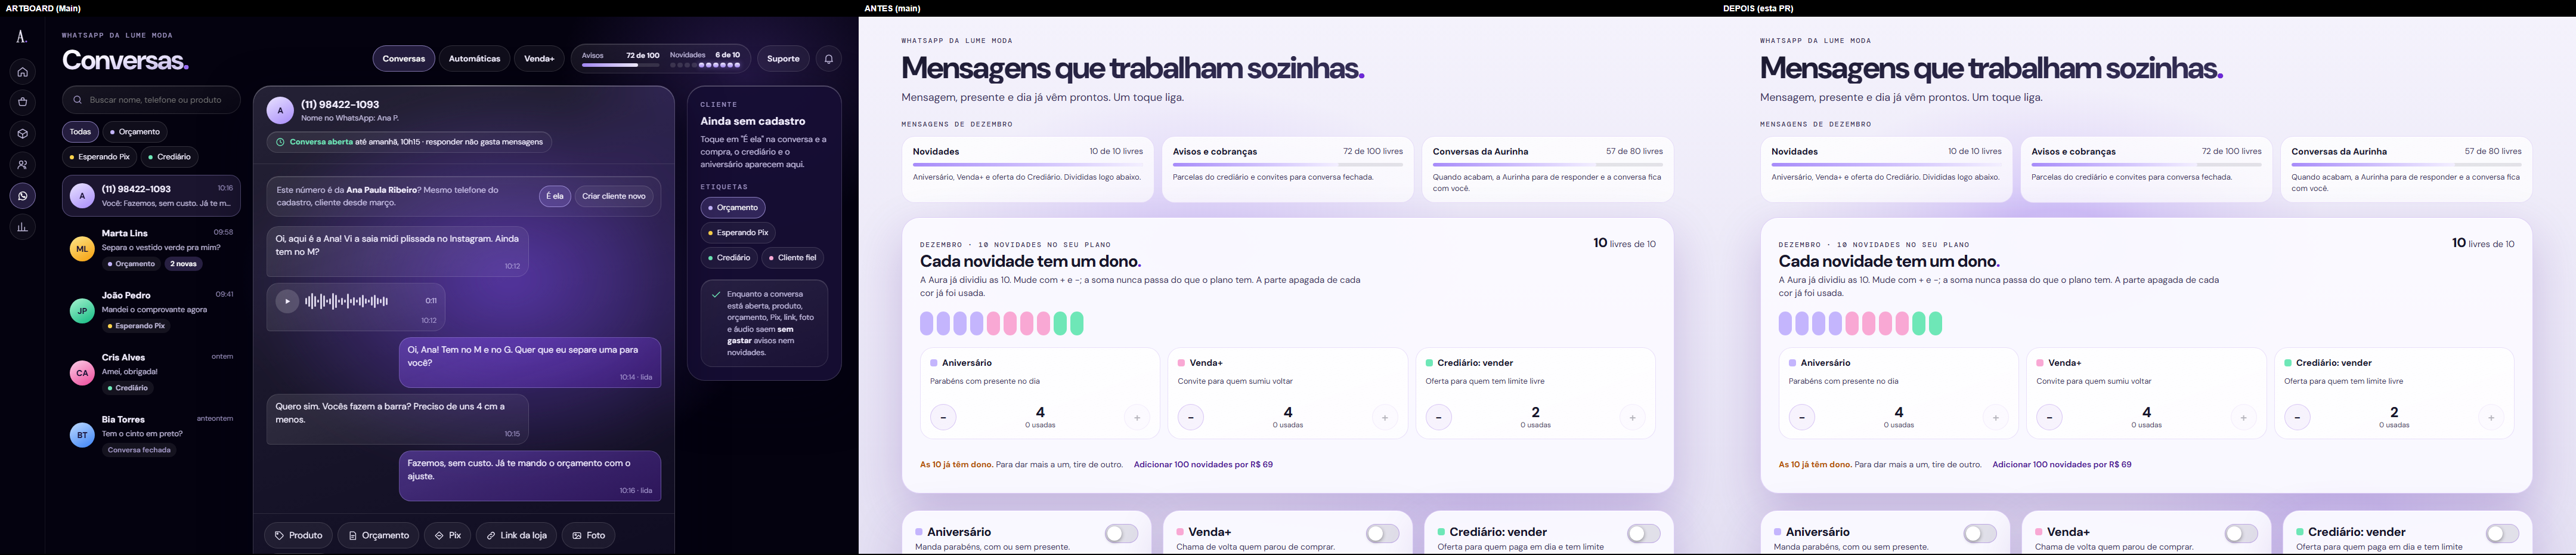 ARTBOARD (Main)
A.
WHATSAPP DA LUME MODA
Conversas.
Conversas
Automáticas
Venda+
Avisos 72 de 100
Novidades 6 de 10
Suporte
Buscar nome, telefone ou produto
Todas
Orçamento
Esperando Pix
Crediário
A
(11) 98422-1093 10:16
Você: Fazemos, sem custo. Já te m...
ML
Marta Lins 09:58
Separa o vestido verde pra mim?
Orçamento
2 novas
JP
João Pedro 09:41
Mandei o comprovante agora
Esperando Pix
CA
Cris Alves ontem
Amei, obrigada!
Crediário
BT
Bia Torres anteontem
Tem o cinto em preto?
Conversa fechada
A
(11) 98422-1093
Nome no WhatsApp: Ana P.
Conversa aberta até amanhã, 10h15 · responder não gasta mensagens
Este número é da Ana Paula Ribeiro? Mesmo telefone do
cadastro, cliente desde março.
É ela
Criar cliente novo
Oi, aqui é a Ana! Vi a saia midi plissada no Instagram. Ainda
tem no M?
10:12
0:11
10:12
Oi, Ana! Tem no M e no G. Quer que eu separe uma para
você?
10:14 · lida
Quero sim. Vocês fazem a barra? Preciso de uns 4 cm a
menos.
10:15
Fazemos, sem custo. Já te mando o orçamento com o
ajuste.
10:16 · lida
Produto
Orçamento
Pix
Link da loja
Foto
CLIENTE
Ainda sem cadastro
Toque em "É ela" na conversa e a
compra, o crediário e o
aniversário aparecem aqui.
ETIQUETAS
Orçamento
Esperando Pix
Crediário
Cliente fiel
Enquanto a conversa
está aberta, produto,
orçamento, Pix, link, foto
e áudio saem sem
gastar avisos nem
novidades.
ANTES (main)
WHATSAPP DA LUME MODA
Mensagens que trabalham sozinhas.
Mensagem, presente e dia já vêm prontos. Um toque liga.
MENSAGENS DE DEZEMBRO
Novidades 10 de 10 livres
Aniversário, Venda+ e oferta do Crediário. Divididas logo abaixo.
Avisos e cobranças 72 de 100 livres
Parcelas do crediário e convites para conversa fechada.
Conversas da Aurinha 57 de 80 livres
Quando acabam, a Aurinha para de responder e a conversa fica
com você.
DEZEMBRO · 10 NOVIDADES NO SEU PLANO
10 livres de 10
Cada novidade tem um dono.
A Aura já dividiu as 10. Mude com + e -; a soma nunca passa do que o plano tem. A parte apagada de cada
cor já foi usada.
Aniversário
Parabéns com presente no dia
− 4 +
0 usadas
Venda+
Convite para quem sumiu voltar
− 4 +
0 usadas
Crediário: vender
Oferta para quem tem limite livre
− 2 +
0 usadas
As 10 já têm dono. Para dar mais a um, tire de outro. Adicionar 100 novidades por R$ 69
Aniversário
Manda parabéns, com ou sem presente.
Venda+
Chama de volta quem parou de comprar.
Crediário: vender
Oferta para quem paga em dia e tem limite
DEPOIS (esta PR)
WHATSAPP DA LUME MODA
Mensagens que trabalham sozinhas.
Mensagem, presente e dia já vêm prontos. Um toque liga.
MENSAGENS DE DEZEMBRO
Novidades 10 de 10 livres
Aniversário, Venda+ e oferta do Crediário. Divididas logo abaixo.
Avisos e cobranças 72 de 100 livres
Parcelas do crediário e convites para conversa fechada.
Conversas da Aurinha 57 de 80 livres
Quando acabam, a Aurinha para de responder e a conversa fica
com você.
DEZEMBRO · 10 NOVIDADES NO SEU PLANO
10 livres de 10
Cada novidade tem um dono.
A Aura já dividiu as 10. Mude com + e -; a soma nunca passa do que o plano tem. A parte apagada de cada
cor já foi usada.
Aniversário
Parabéns com presente no dia
− 4 +
0 usadas
Venda+
Convite para quem sumiu voltar
− 4 +
0 usadas
Crediário: vender
Oferta para quem tem limite livre
− 2 +
0 usadas
As 10 já têm dono. Para dar mais a um, tire de outro. Adicionar 100 novidades por R$ 69
Aniversário
Manda parabéns, com ou sem presente.
Venda+
Chama de volta quem parou de comprar.
Crediário: vender
Oferta para quem paga em dia e tem limite